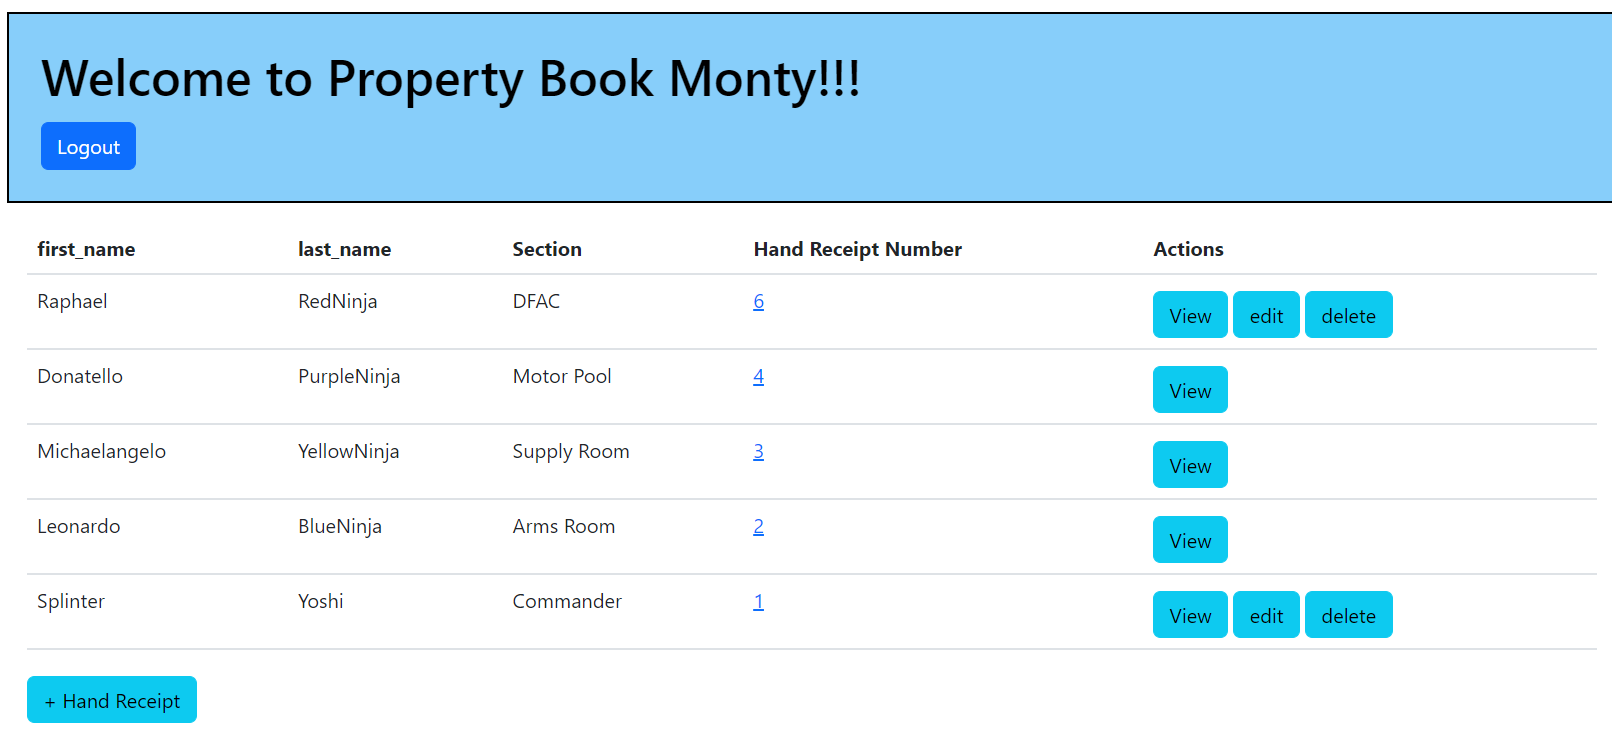 Welcome to Property Book Monty!!!
Logout
first_name last_name Section Hand Receipt Number Actions
Raphael RedNinja DFAC 6 View edit delete
Donatello PurpleNinja Motor Pool 4 View
Michaelangelo YellowNinja Supply Room 3 View
Leonardo BlueNinja Arms Room 2 View
Splinter Yoshi Commander 1 View edit delete
+ Hand Receipt